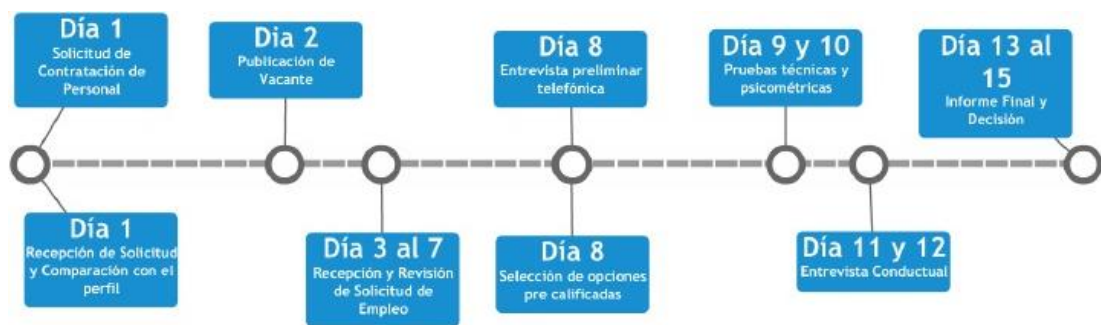 Día 1
Solicitud de
Contratación de
Personal
Dia 2
Publicación de
Vacante
Día 8
Entrevista preliminar
telefónica
Día 9 y 10
Pruebas técnicas y
psicométricas
Día 13 al
15
Informe Final y
Decisión
Día 1
Recepción de Solicitud
y Comparación con el
perfil
Día 3 al 7
Recepción y Revisión
de Solicitud de
Empleo
Día 8
Selección de opciones
pre calificadas
Día 11 y 12
Entrevista Conductual